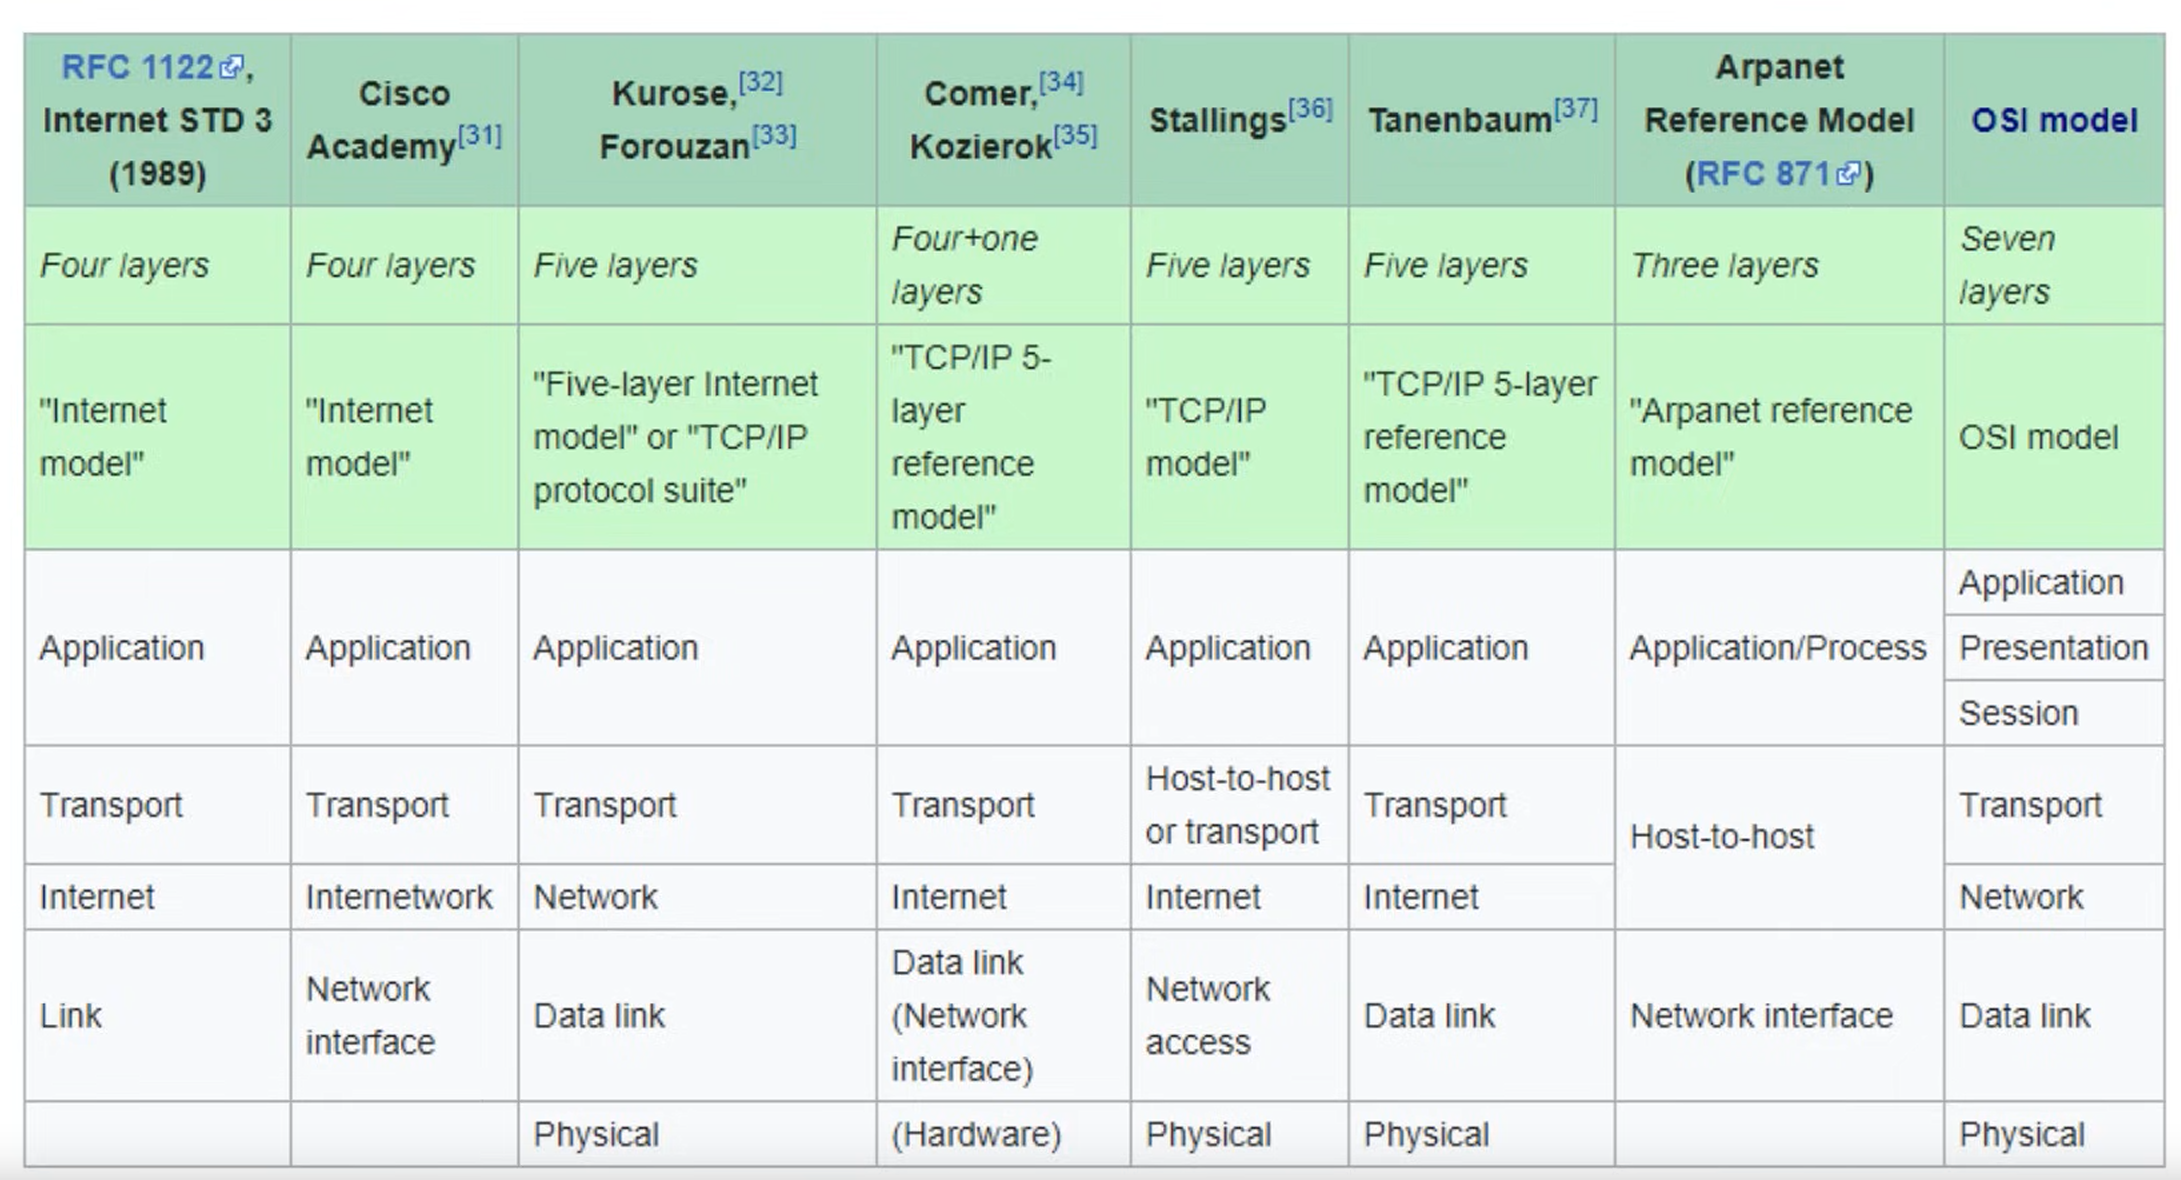 RFC 1122,
Internet STD 3
(1989)
Cisco
Academy[31]
Kurose,[32]
Forouzan[33]
Comer,[34]
Kozierok[35]
Stallings[36]
Tanenbaum[37]
Arpanet
Reference Model
(RFC 871)
OSI model
Four layers
Four layers
Five layers
Four+one
layers
Five layers
Five layers
Three layers
Seven
layers
"Internet
model"
"Internet
model"
"Five-layer Internet
model" or "TCP/IP
protocol suite"
"TCP/IP 5-
layer
reference
model"
"TCP/IP
model"
"TCP/IP 5-layer
reference
model"
"Arpanet reference
model"
OSI model
Application
Application
Application
Application
Application
Application
Application/Process
Application
Presentation
Session
Transport
Transport
Transport
Transport
Host-to-host
or transport
Transport
Host-to-host
Transport
Internet
Internetwork
Network
Internet
Internet
Internet
Network
Link
Network
interface
Data link
Data link
(Network
interface)
Network
access
Data link
Network interface
Data link
Physical
(Hardware)
Physical
Physical
Physical